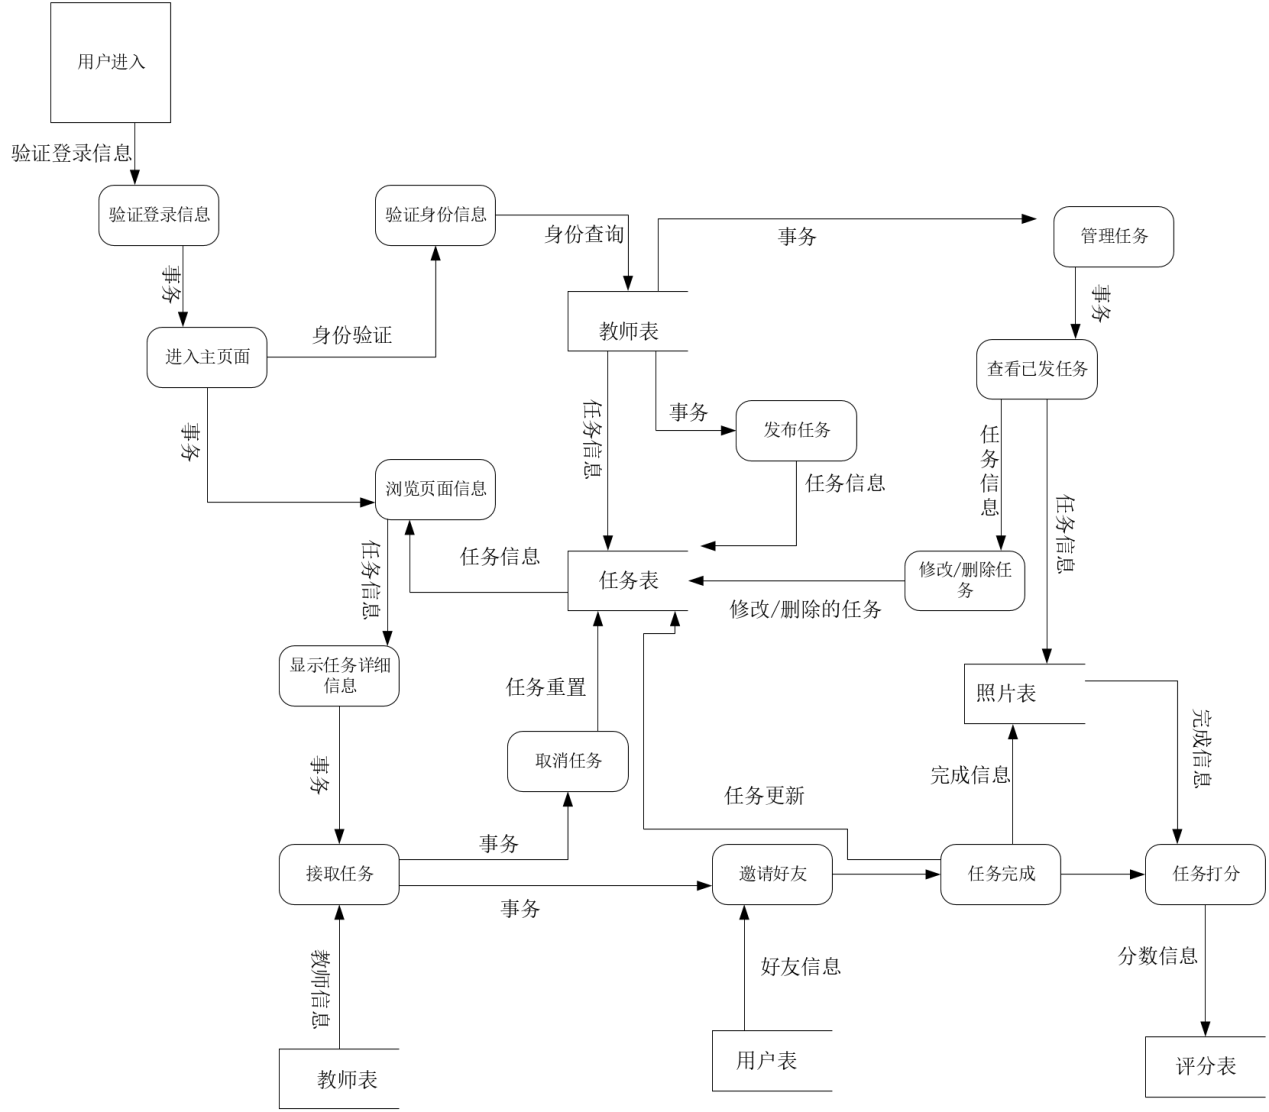 用户进入
验证登录信息
验证登录信息
验证身份信息
身份查询
事务
管理任务
事务
事务
身份验证
教师表
进入主页面
查看已发任务
事务
任务信息
事务
发布任务
任务信息
任务信息
任务信息
浏览页面信息
任务信息
任务信息
任务表
修改/删除任
务
修改/删除的任务
任务信息
显示任务详细
信息
任务重置
照片表
完成信息
取消任务
事务
任务更新
完成信息
事务
接取任务
邀请好友
任务完成
任务打分
事务
教师信息
好友信息
分数信息
教师表
用户表
评分表